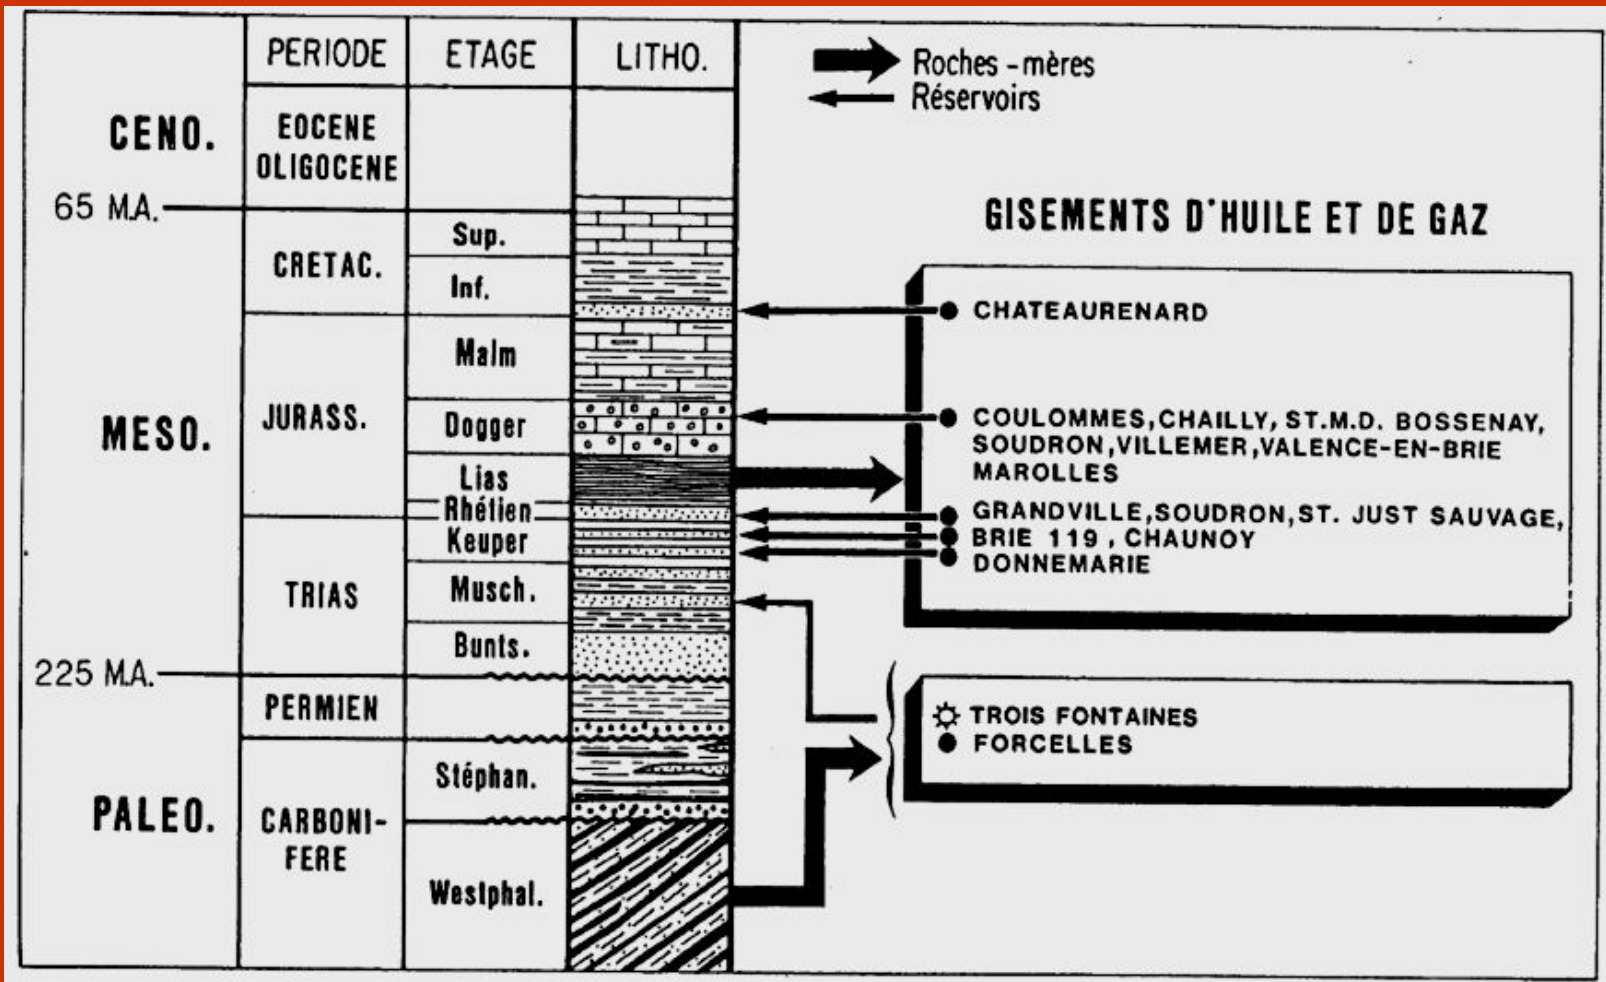 PERIODE
ETAGE
LITHO.
Roches-mères
Réservoirs
CENO.
EOCENE
OLIGOCENE
65 M.A.
GISEMENTS D'HUILE ET DE GAZ
CRETAC.
Sup.
Inf.
CHATEAURENARD
MESO.
JURASS.
Malm
Dogger
Lias
Rhétien
COULOMMES,CHAILLY, ST.M.D. BOSSENAY,
SOUDRON,VILLEMER,VALENCE-EN-BRIE
MAROLLES
GRANDVILLE,SOUDRON,ST. JUST SAUVAGE,
BRIE 119, CHAUNOY
DONNEMARIE
TRIAS
Keuper
Musch.
Bunts.
225 M.A.
PERMIEN
TROIS FONTAINES
FORCELLES
PALEO.
CARBONI-
FERE
Stéphan.
Westphal.